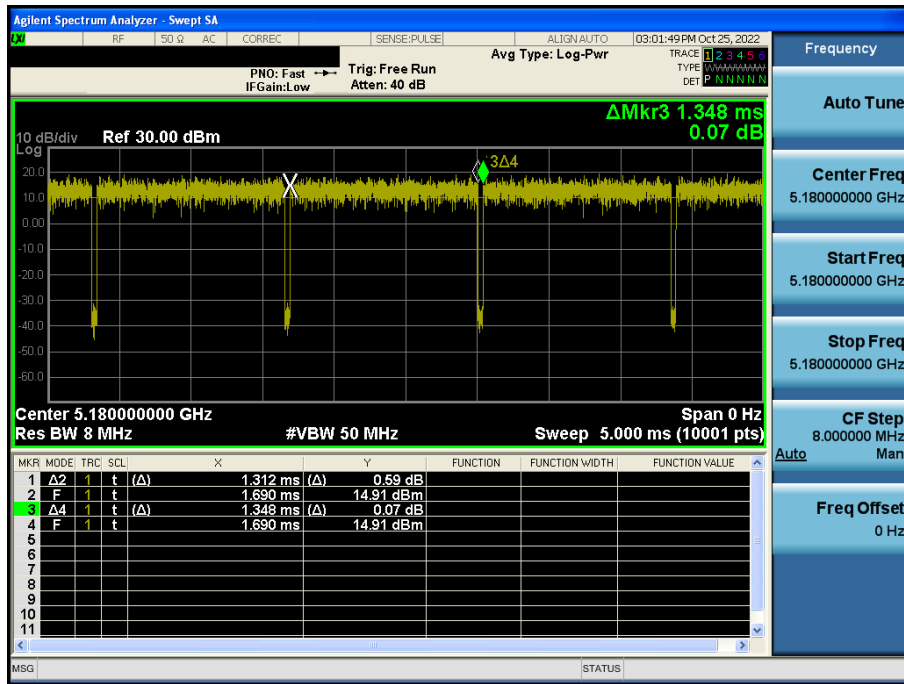 Agilent Spectrum Analyzer - Swept SA
LXI RF 50 Ω AC CORREC SENSE:PULSE ALIGN AUTO 03:01:49 PM Oct 25, 2022
Avg Type: Log-Pwr TRACE 1 2 3 4 5 6
PNO: Fast Trig: Free Run TYPE WWWWWW
IFGain:Low Atten: 40 dB DET P N N N N N
ΔMkr3 1.348 ms
10 dB/div Ref 30.00 dBm 0.07 dB
Log
3Δ4
20.0
10.0
0.00
-10.0
-20.0
-30.0
-40.0
-50.0
-60.0
X
Center 5.180000000 GHz Span 0 Hz
Res BW 8 MHz #VBW 50 MHz Sweep 5.000 ms (10001 pts)
MKR MODE TRC SCL X Y FUNCTION FUNCTION WIDTH FUNCTION VALUE
1 Δ2 1 t (Δ) 1.312 ms (Δ) 0.59 dB
2 F 1 t 1.690 ms 14.91 dBm
3 Δ4 1 t (Δ) 1.348 ms (Δ) 0.07 dB
4 F 1 t 1.690 ms 14.91 dBm
5
6
7
8
9
10
11
MSG STATUS
Frequency
Auto Tune
Center Freq
5.180000000 GHz
Start Freq
5.180000000 GHz
Stop Freq
5.180000000 GHz
CF Step
8.000000 MHz
Auto Man
Freq Offset
0 Hz